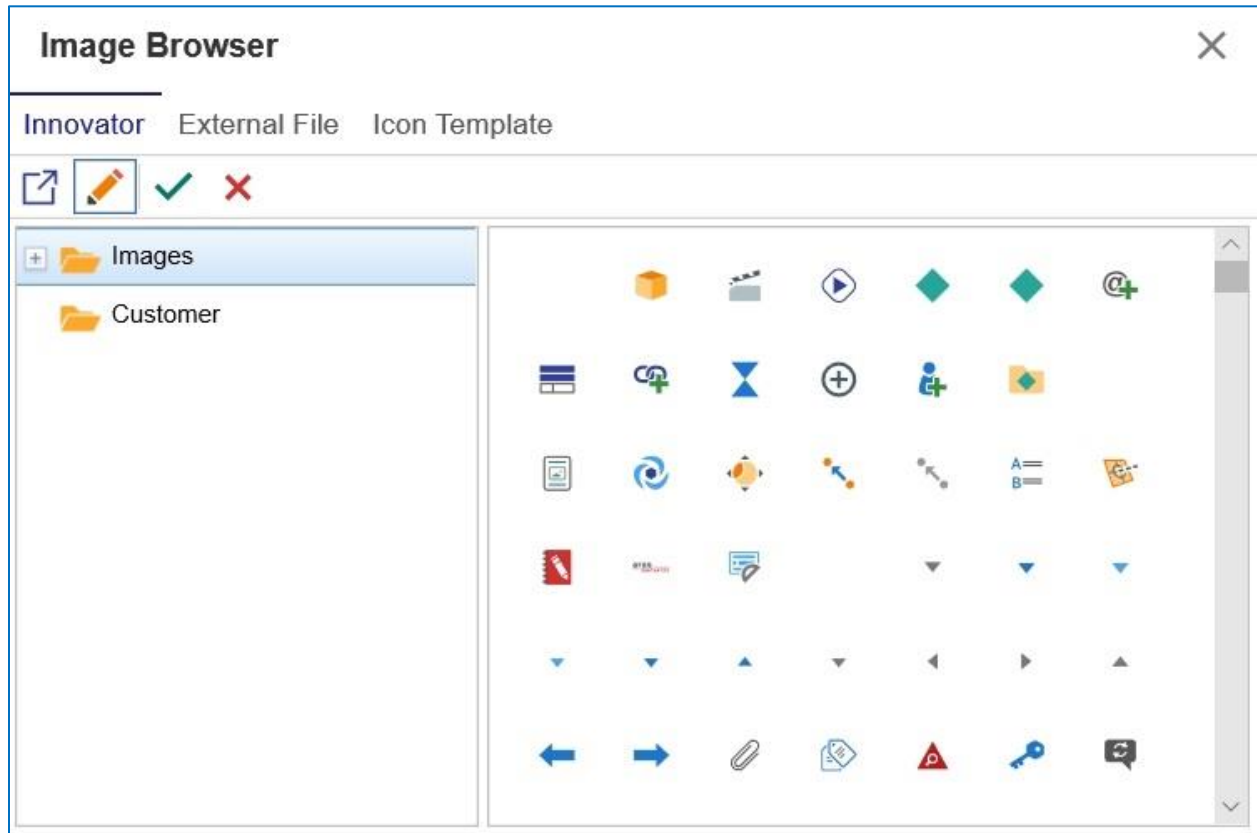 Image Browser
Innovator External File Icon Template
Images
Customer
A
B